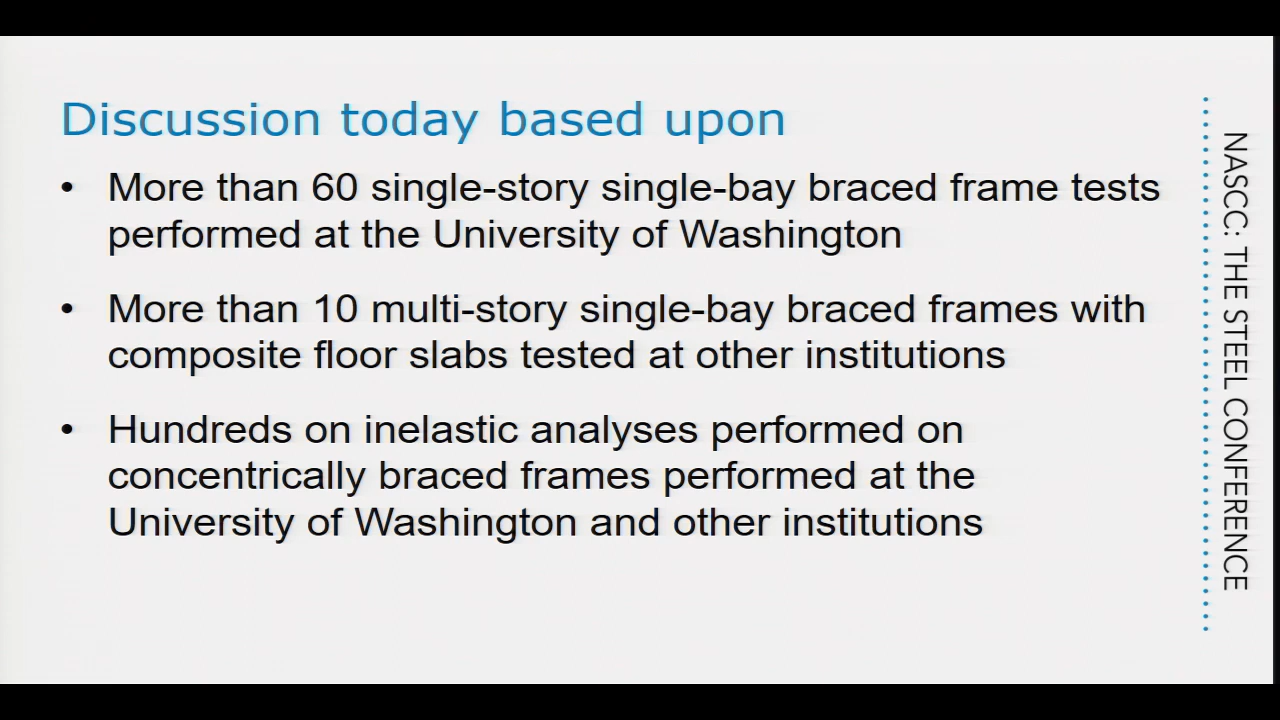 Discussion today based upon
• More than 60 single-story single-bay braced frame tests
performed at the University of Washington
• More than 10 multi-story single-bay braced frames with
composite floor slabs tested at other institutions
• Hundreds on inelastic analyses performed on
concentrically braced frames performed at the
University of Washington and other institutions
NASCC: THE STEEL CONFERENCE